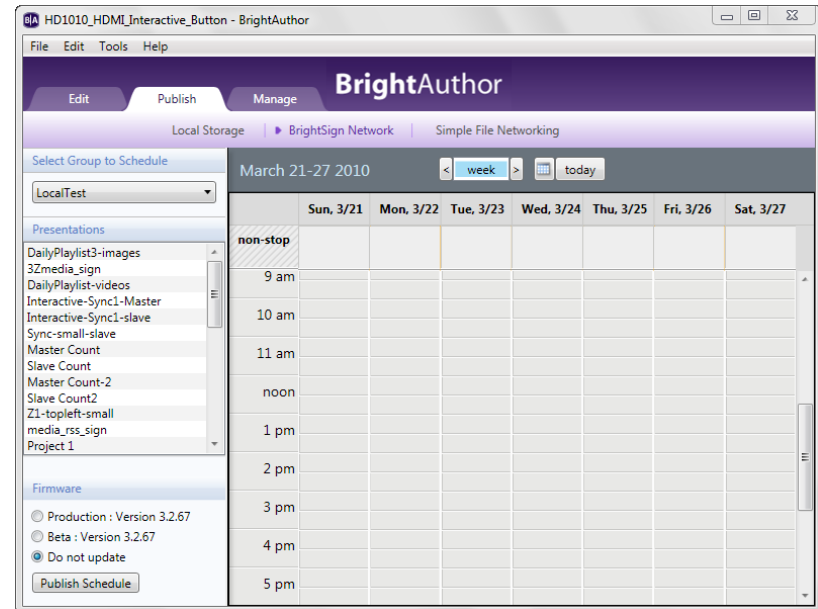 HD1010_HDMI_Interactive_Button - BrightAuthor
File Edit Tools Help
BrightAuthor
Edit Publish Manage
Local Storage BrightSign Network Simple File Networking
Select Group to Schedule
LocalTest
Presentations
DailyPlaylist3-images
3Zmedia_sign
DailyPlaylist-videos
Interactive-Sync1-Master
Interactive-Sync1-slave
Sync-small-slave
Master Count
Slave Count
Master Count-2
Slave Count2
Z1-topleft-small
media_rss_sign
Project 1
Firmware
Production : Version 3.2.67
Beta : Version 3.2.67
Do not update
Publish Schedule
March 21-27 2010 < week > today
Sun, 3/21 Mon, 3/22 Tue, 3/23 Wed, 3/24 Thu, 3/25 Fri, 3/26 Sat, 3/27
non-stop
9 am
10 am
11 am
noon
1 pm
2 pm
3 pm
4 pm
5 pm